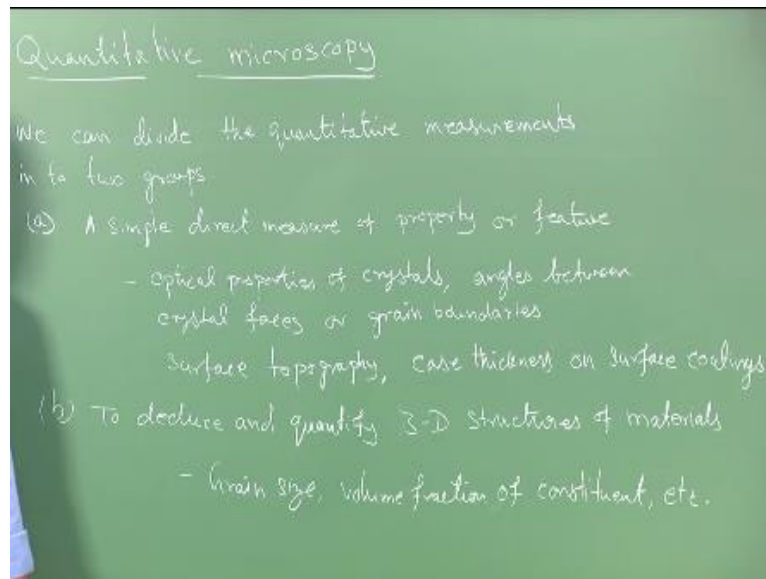 Quantitative microscopy
We can divide the quantitative measurements
in to two groups
(a) A simple direct measure of property or feature
- optical properties of crystals, angles between
crystal faces or grain boundaries
Surface topography, case thickness on surface coatings
(b) To deduce and quantify 3-D structures of materials
- Grain size, volume fraction of constituent, etc.